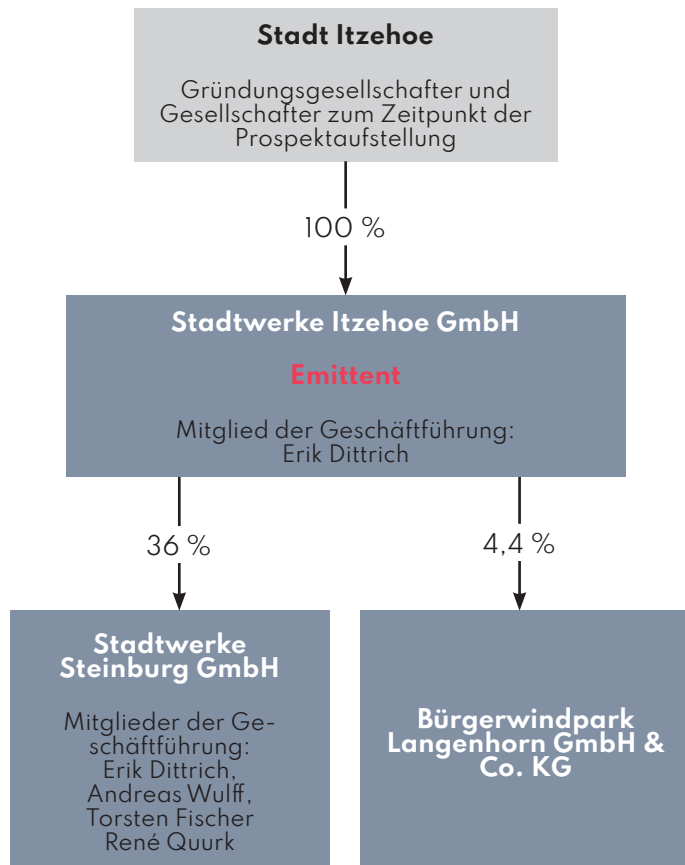 Stadt Itzehoe
Gründungsgesellschafter und
Gesellschafter zum Zeitpunkt der
Prospektaufstellung
100 %
Stadtwerke Itzehoe GmbH
Emittent
Mitglied der Geschäftführung:
Erik Dittrich
36 %
4,4 %
Stadtwerke
Steinburg GmbH
Mitglieder der Ge-
schäftführung:
Erik Dittrich,
Andreas Wulff,
Torsten Fischer
René Quurk
Bürgerwindpark
Langenhorn GmbH &
Co. KG